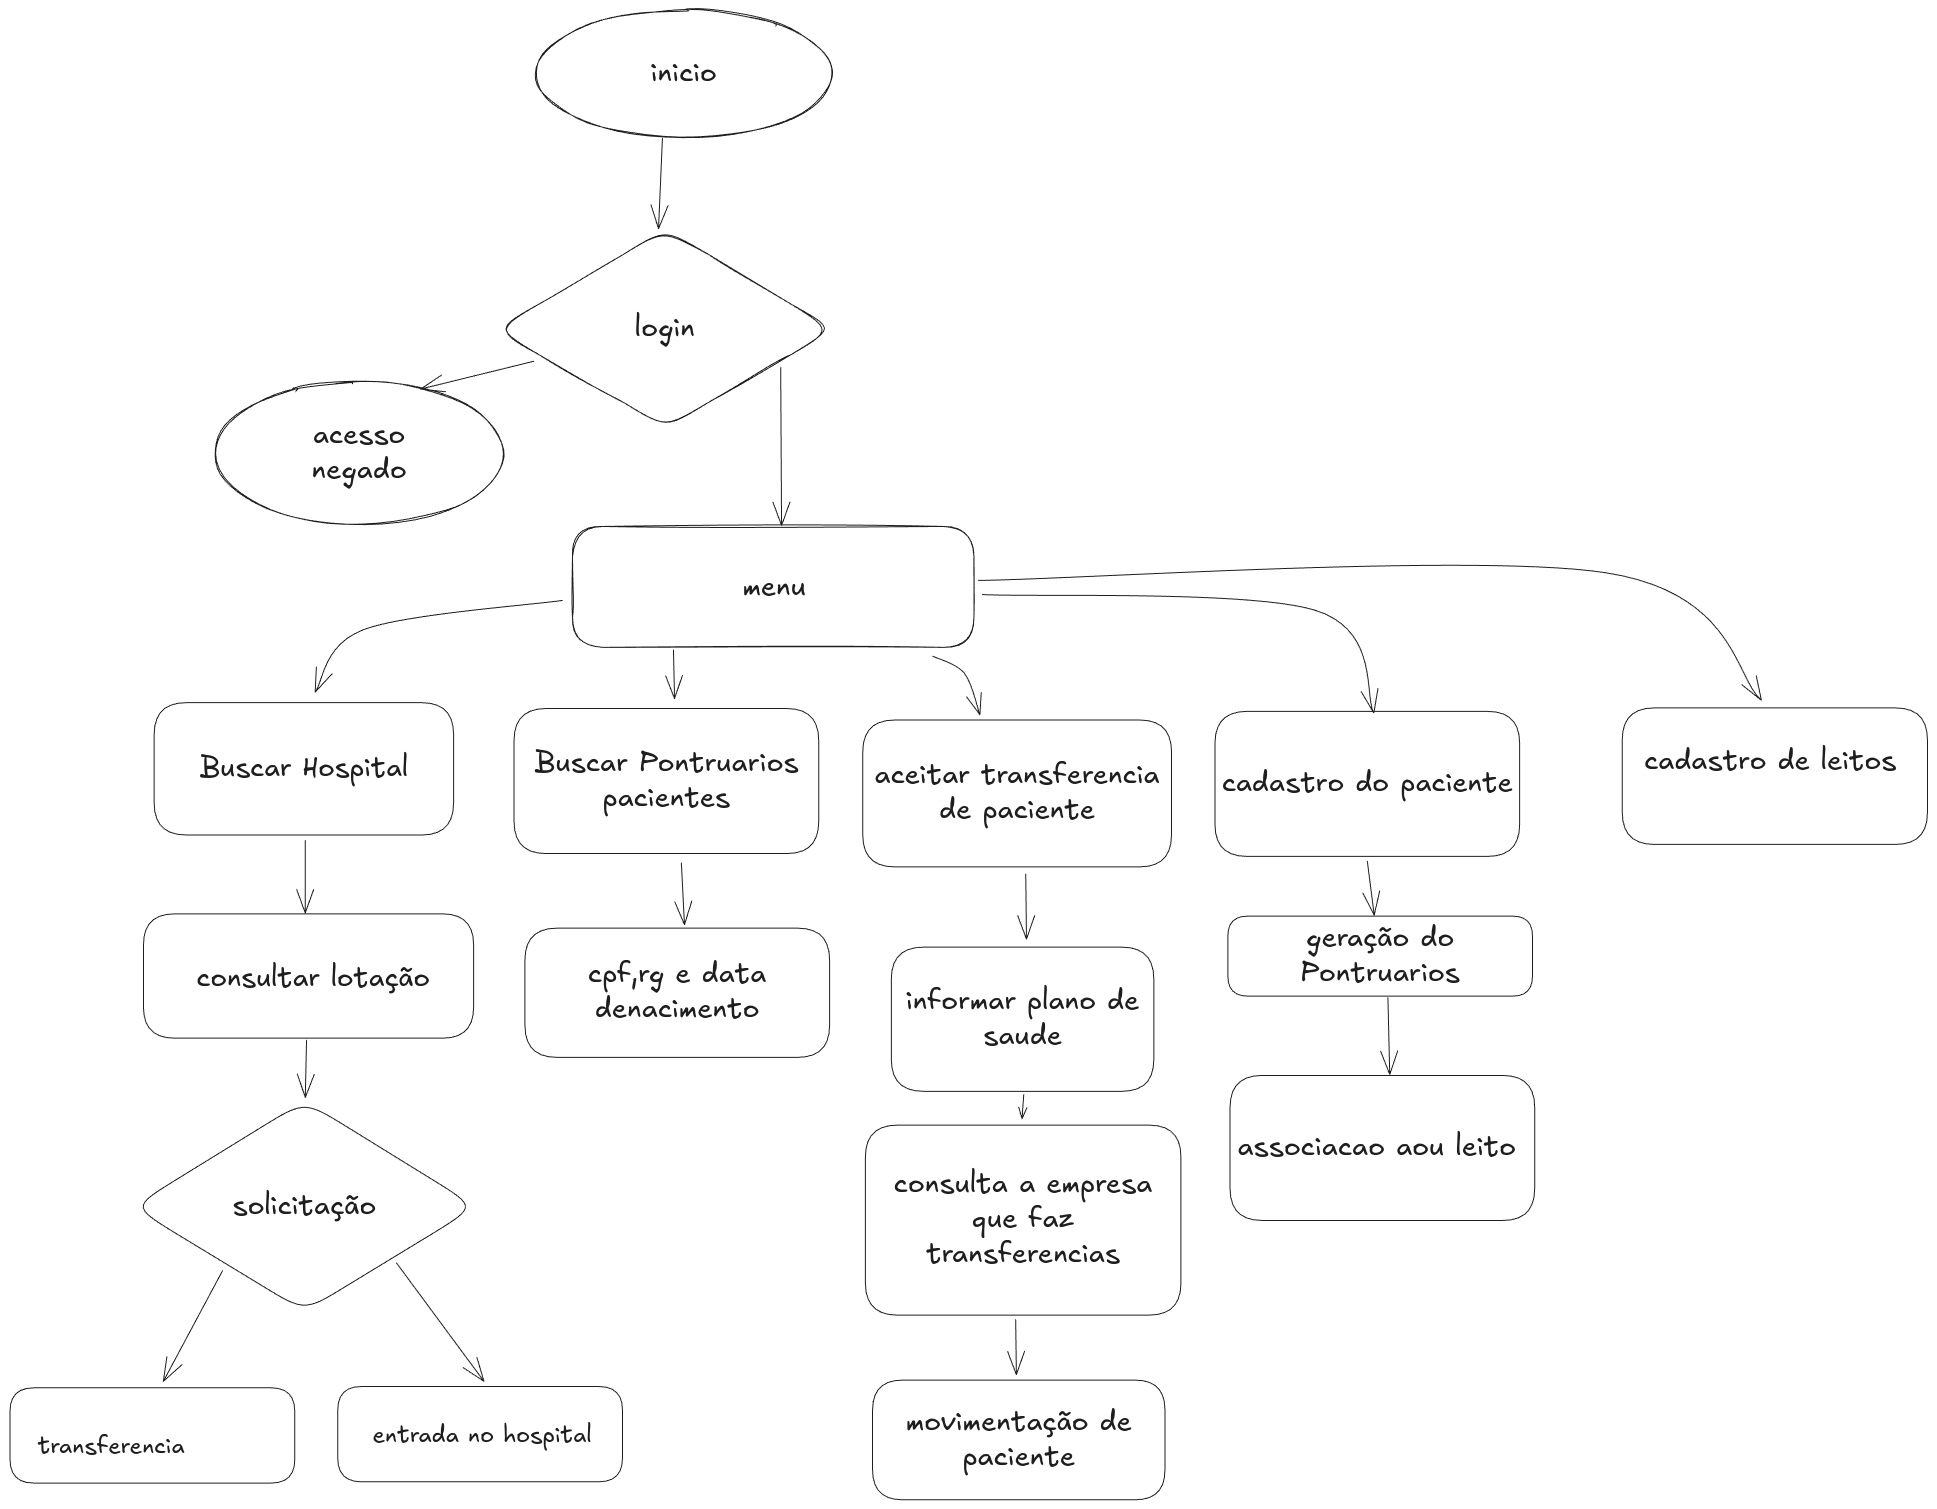 inicio
login
acesso
negado
menu
Buscar Hospital
Buscar Pontruarios
pacientes
aceitar transferencia
de paciente
cadastro do paciente
cadastro de leitos
consultar lotação
cpf,rg e data
denacimento
informar plano de
saude
geração do
Pontruarios
solicitação
consulta a empresa
que faz
transferencias
associacao aou leito
transferencia
entrada no hospital
movimentação de
paciente